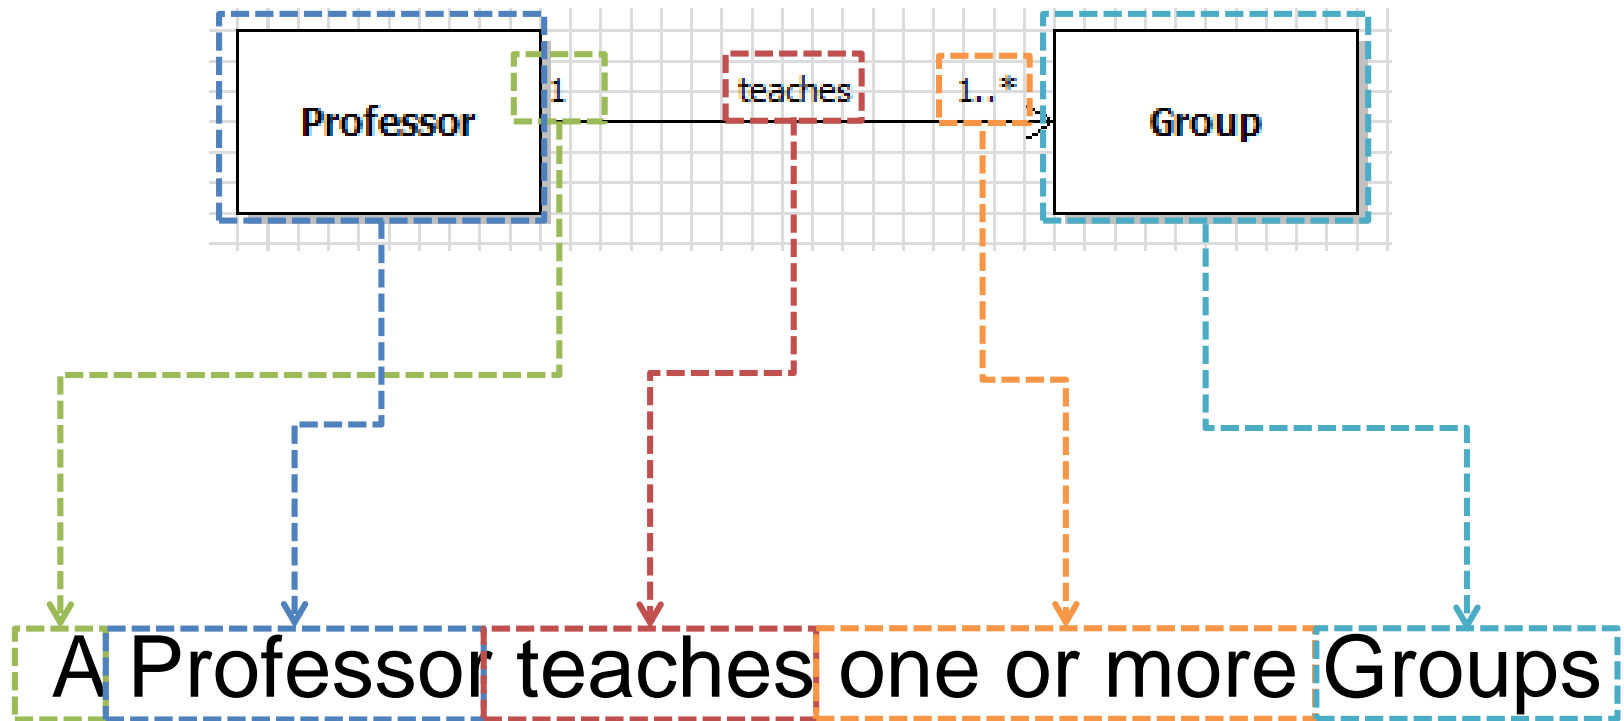 1 teaches 1..*
Professor Group
A Professor teaches one or more Groups